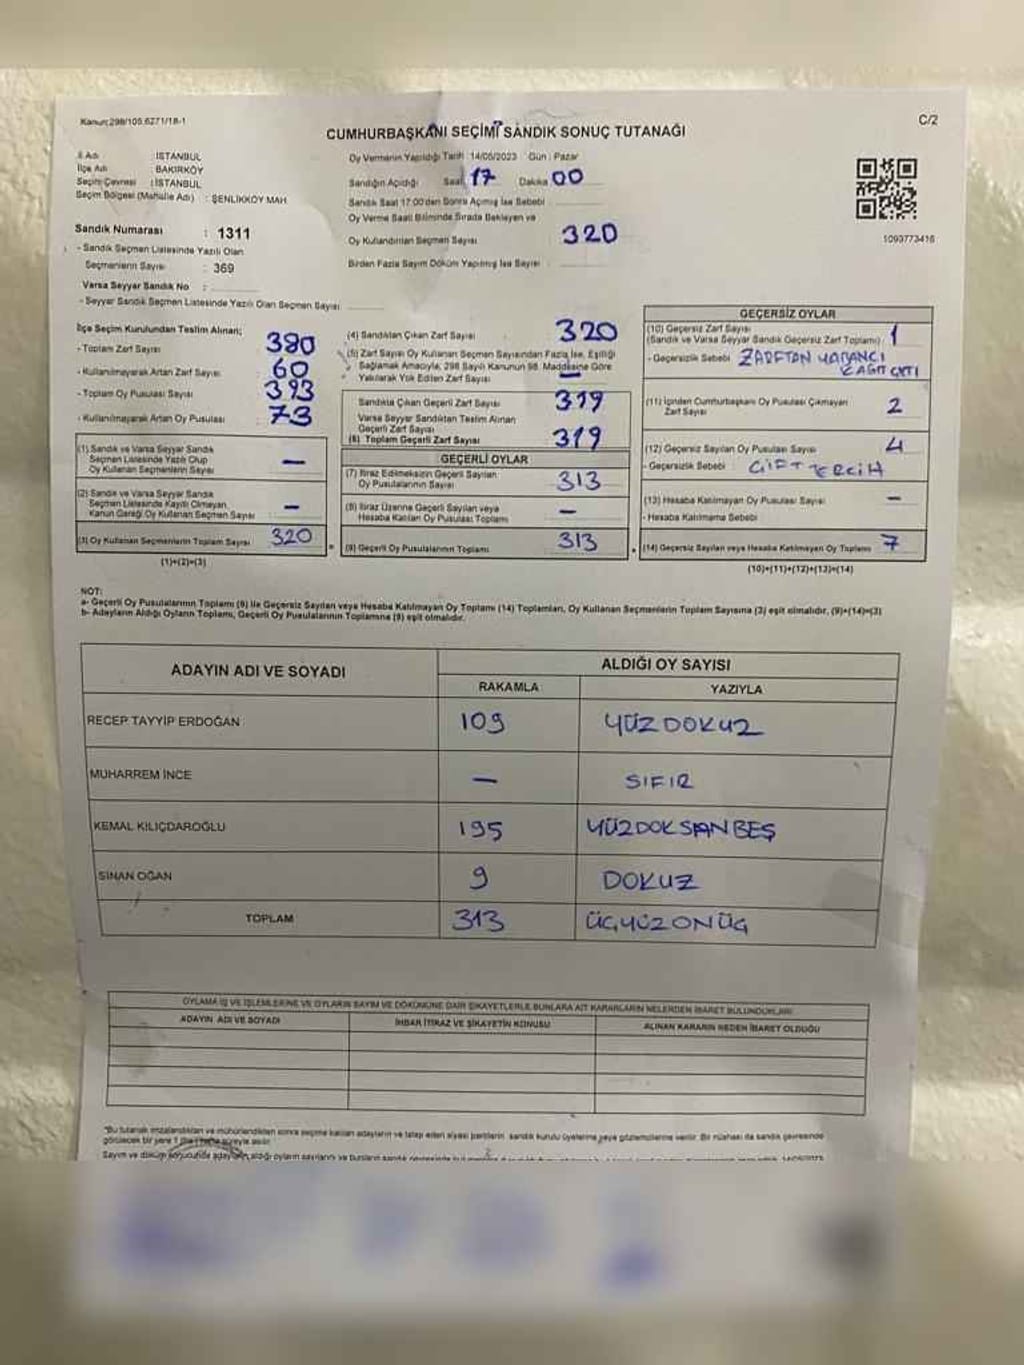 Kanun:298/105.6271/18-1
C/2
CUMHURBAŞKANI SEÇİMİ SANDIK SONUÇ TUTANAĞI
İl Adı : İSTANBUL
İlçe Adı : BAKIRKÖY
Seçim Çevresi : İSTANBUL
Seçim Bölgesi (Mahalle Adı) : ŞENLİKKÖY MAH.
Sandık Numarası : 1311
- Sandık Seçmen Listesinde Yazılı Olan
Seçmenlerin Sayısı : 369
Varsa Seyyar Sandık No :
- Seyyar Sandık Seçmen Listesinde Yazılı Olan Seçmen Sayısı
Oy Vermenin Yapıldığı Tarih 14/05/2023 Gün : Pazar
Sandığın Açıldığı Saat 17 Dakika 00
Sandık Saat 17:00'den Sonra Açılmış İse Sebebi
Oy Verme Saati Bitiminde Sırada Bekleyen ve
Oy Kullandırılan Seçmen Sayısı 320
Birden Fazla Sayım Döküm Yapılmış İse Sayısı
1093773416
İlçe Seçim Kurulundan Teslim Alınan;
- Toplam Zarf Sayısı 380
- Kullanılmayarak Artan Zarf Sayısı 60
- Toplam Oy Pusulası Sayısı 393
- Kullanılmayarak Artan Oy Pusulası 73
(1) Sandık ve Varsa Seyyar Sandık
Seçmen Listesinde Yazılı Olup
Oy Kullanan Seçmenlerin Sayısı —
(2) Sandık ve Varsa Seyyar Sandık
Seçmen Listesinde Kayıtlı Olmayan,
Kanun Gereği Oy Kullanan Seçmen Sayısı —
(3) Oy Kullanan Seçmenlerin Toplam Sayısı 320
(1)+(2)=(3)
(4) Sandıktan Çıkan Zarf Sayısı 320
(5) Zarf Sayısı Oy Kullanan Seçmen Sayısından Fazla İse, Eşitliği
Sağlamak Amacıyla, 298 Sayılı Kanunun 98. Maddesine Göre
Yakılarak Yok Edilen Zarf Sayısı —
Sandıkta Çıkan Geçerli Zarf Sayısı 319
Varsa Seyyar Sandıktan Teslim Alınan
Geçerli Zarf Sayısı
(6) Toplam Geçerli Zarf Sayısı 319
GEÇERLİ OYLAR
(7) İtiraz Edilmeksizin Geçerli Sayılan
Oy Pusulalarının Sayısı 313
(8) İtiraz Üzerine Geçerli Sayılan veya
Hesaba Katılan Oy Pusulası Toplamı —
(9) Geçerli Oy Pusulalarının Toplamı 313
GEÇERSİZ OYLAR
(10) Geçersiz Zarf Sayısı
(Sandık ve Varsa Seyyar Sandık Geçersiz Zarf Toplamı) 1
- Geçersizlik Sebebi ZARFTAN YABANCI
KAĞIT ÇIKTI
(11) İçinden Cumhurbaşkanı Oy Pusulası Çıkmayan
Zarf Sayısı 2
(12) Geçersiz Sayılan Oy Pusulası Sayısı 4
- Geçersizlik Sebebi : ÇİFT TERCİH
(13) Hesaba Katılmayan Oy Pusulası Sayısı —
- Hesaba Katılmama Sebebi
(14) Geçersiz Sayılan veya Hesaba Katılmayan Oy Toplamı 7
(10)+(11)+(12)+(13)=(14)
NOT:
a- Geçerli Oy Pusulalarının Toplamı (9) ile Geçersiz Sayılan veya Hesaba Katılmayan Oy Toplamı (14) Toplamları, Oy Kullanan Seçmenlerin Toplam Sayısına (3) eşit olmalıdır. (9)+(14)=(3)
b- Adayların Aldığı Oyların Toplamı, Geçerli Oy Pusulalarının Toplamına (9) eşit olmalıdır.
ADAYIN ADI VE SOYADI ALDIĞI OY SAYISI
RAKAMLA YAZIYLA
RECEP TAYYİP ERDOĞAN 109 YÜZDOKUZ
MUHARREM İNCE — SIFIR
KEMAL KILIÇDAROĞLU 195 YÜZDOKSANBEŞ
SİNAN OĞAN 9 DOKUZ
TOPLAM 313 ÜÇYÜZONÜÇ
OYLAMA İŞ VE İŞLEMLERİNE VE OYLARIN SAYIM VE DÖKÜMÜNE DAİR ŞİKAYETLERLE BUNLARA AİT KARARLARIN NELERDEN İBARET BULUNDUKLARI
ADAYIN ADI VE SOYADI İHBAR İTİRAZ VE ŞİKAYETİN KONUSU ALINAN KARARIN NEDEN İBARET OLDUĞU
*Bu tutanak imzalandıktan ve mühürlendikten sonra seçime katılan adayların ve talep eden siyasi partilerin sandık kurulu üyelerine veya gözlemcilerine verilir. Bir nüshası da sandık çevresinde
görülecek bir yere 1 hafta süreyle asılır.
Sayım ve döküm sonucunda adayların aldığı oyların sayılarını ve bunların